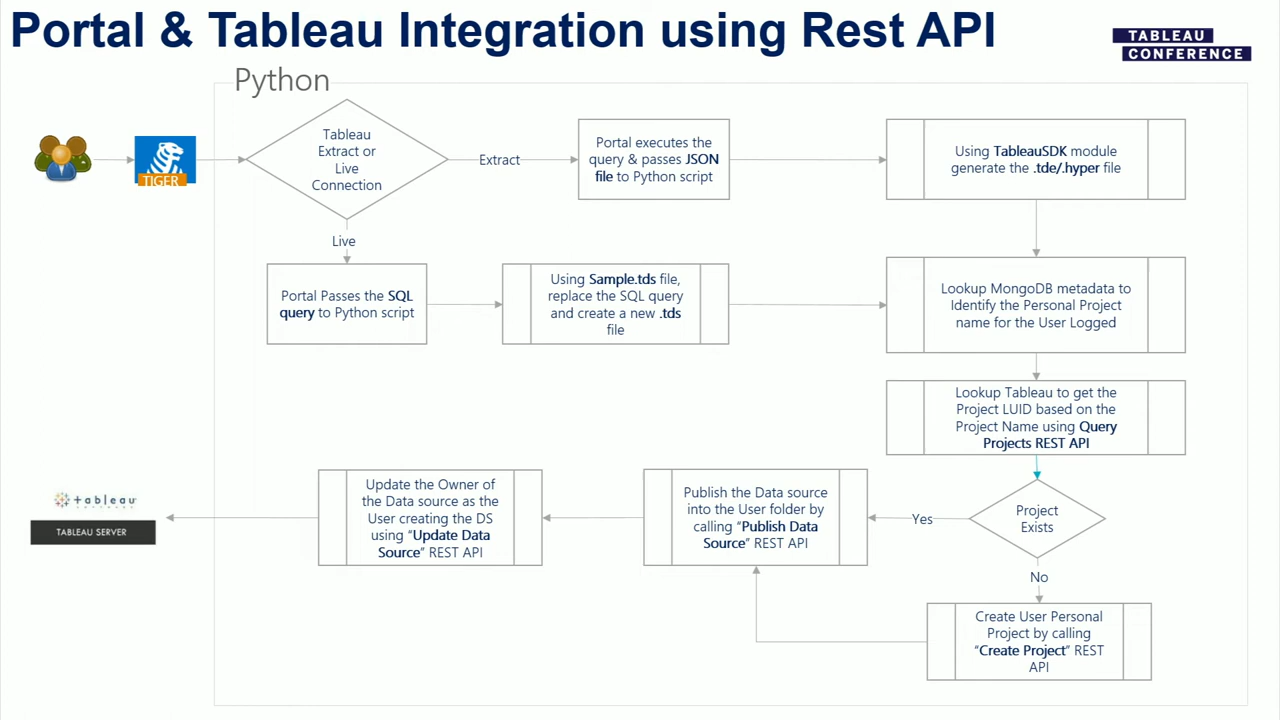 Portal & Tableau Integration using Rest API
TABLEAU
CONFERENCE
Python
TIGER
Tableau
Extract or
Live
Connection
Extract
Portal executes the
query & passes JSON
file to Python script
Using TableauSDK module
generate the .tde/.hyper file
Live
Portal Passes the SQL
query to Python script
Using Sample.tds file,
replace the SQL query
and create a new .tds
file
Lookup MongoDB metadata to
Identify the Personal Project
name for the User Logged
Lookup Tableau to get the
Project LUID based on the
Project Name using Query
Projects REST API
Project
Exists
Yes
Publish the Data source
into the User folder by
calling “Publish Data
Source” REST API
Update the Owner of
the Data source as the
User creating the DS
using “Update Data
Source” REST API
+ableau
SOFTWARE
TABLEAU SERVER
No
Create User Personal
Project by calling
“Create Project” REST
API